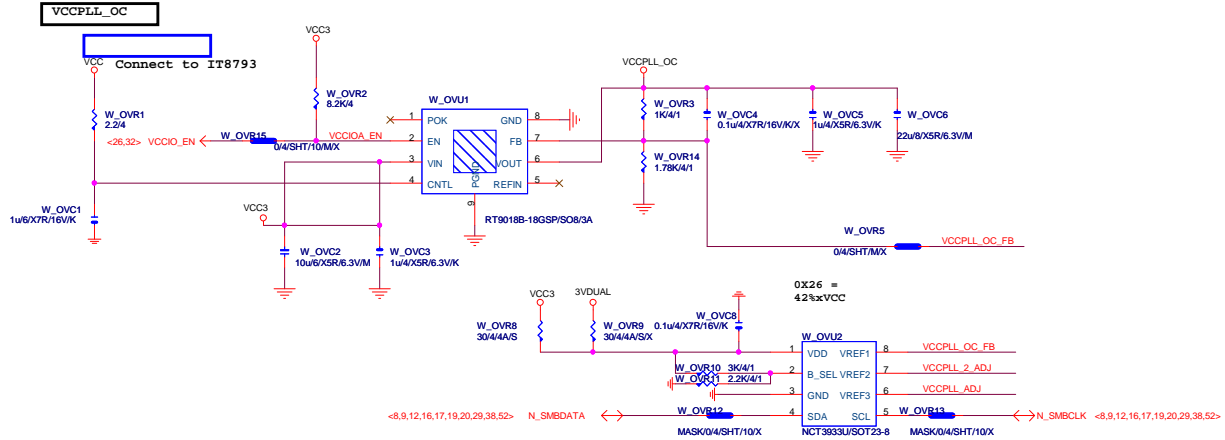 VCCPLL_OC
Connect to IT8793
VCC
VCC3
VCCPLL_OC
W_OVR1
2.2/4
W_OVR2
8.2K/4
W_OVU1
W_OVR3
1K/4/1
W_OVC4
0.1u/4/X7R/16V/K/X
W_OVC5
1u/4/X5R/6.3V/K
W_OVC6
22u/8/X5R/6.3V/M
<26,32> VCCIO_EN
W_OVR15
0/4/SHT/10/M/X
VCCIOA_EN
1 POK GND 8
2 EN FB 7
3 VIN VOUT 6
4 CNTL REFIN 5
PGND
9
RT9018B-18GSP/SO8/3A
W_OVR14
1.78K/4/1
W_OVC1
1u/6/X7R/16V/K
VCC3
W_OVC2
10u/6/X5R/6.3V/M
W_OVC3
1u/4/X5R/6.3V/K
W_OVR5
0/4/SHT/M/X
VCCPLL_OC_FB
0X26 =
42%xVCC
VCC3
3VDUAL
W_OVR8
30/4/4A/S
W_OVR9
30/4/4A/S/X
W_OVC8
0.1u/4/X7R/16V/K
W_OVU2
1 VDD VREF1 8 VCCPLL_OC_FB
W_OVR10 3K/4/1
W_OVR11 2.2K/4/1
2 B_SEL VREF2 7 VCCPLL_2_ADJ
3 GND VREF3 6 VCCPLL_ADJ
4 SDA SCL 5
<8,9,12,16,17,19,20,29,38,52> N_SMBDATA
W_OVR12
MASK/0/4/SHT/10/X
NCT3933U/SOT23-8
W_OVR13
MASK/0/4/SHT/10/X
N_SMBCLK <8,9,12,16,17,19,20,29,38,52>